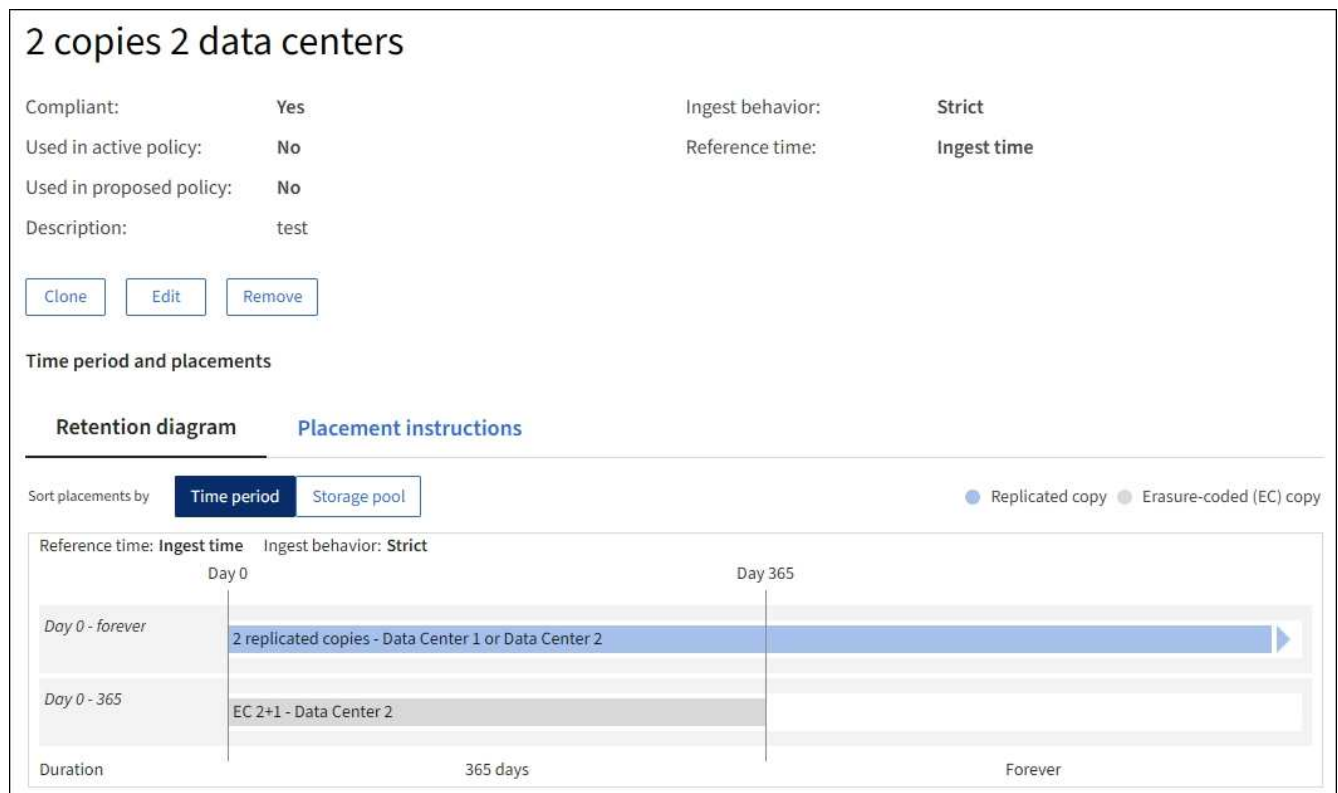 2 copies 2 data centers
Compliant: Yes Ingest behavior: Strict
Used in active policy: No Reference time: Ingest time
Used in proposed policy: No
Description: test
Clone Edit Remove
Time period and placements
Retention diagram Placement instructions
Sort placements by Time period Storage pool Replicated copy Erasure-coded (EC) copy
Reference time: Ingest time Ingest behavior: Strict
Day 0 Day 365
Day 0 - forever
2 replicated copies - Data Center 1 or Data Center 2
Day 0 - 365
EC 2+1 - Data Center 2
Duration 365 days Forever